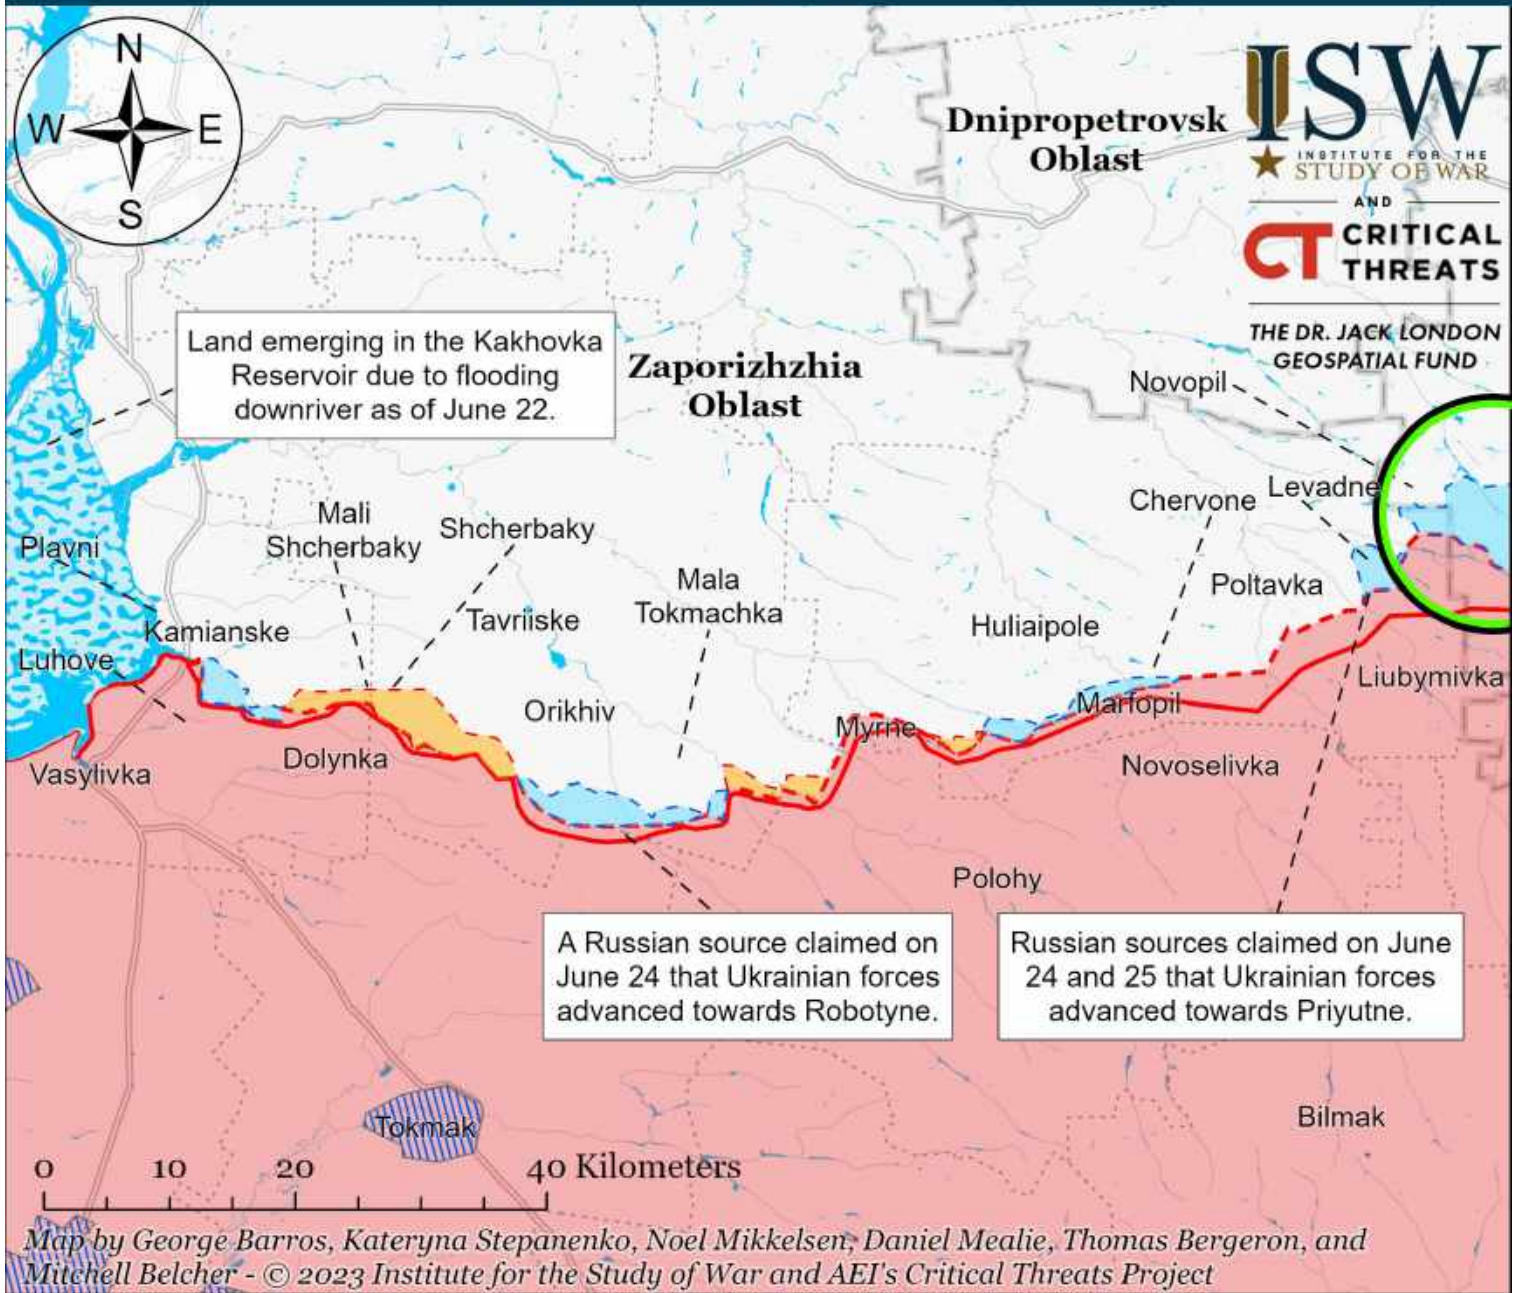 N
W
E
S
Dnipropetrovsk
Oblast
ISW
INSTITUTE FOR THE
STUDY OF WAR
AND
CT CRITICAL
THREATS
THE DR. JACK LONDON
GEOSPATIAL FUND
Land emerging in the Kakhovka
Reservoir due to flooding
downriver as of June 22.
Zaporizhzhia
Oblast
Novopil
Levadne
Chervone
Mali
Shcherbaky
Shcherbaky
Plavni
Mala
Tokmachka
Poltavka
Tavriiske
Huliaipole
Kamianske
Luhove
Liubymivka
Orikhiv
Marfopil
Myrne
Dolynka
Vasylivka
Novoselivka
Polohy
A Russian source claimed on
June 24 that Ukrainian forces
advanced towards Robotyne.
Russian sources claimed on June
24 and 25 that Ukrainian forces
advanced towards Priyutne.
Tokmak
Bilmak
0 10 20 40 Kilometers
Map by George Barros, Kateryna Stepanenko, Noel Mikkelsen, Daniel Mealie, Thomas Bergeron, and
Mitchell Belcher - © 2023 Institute for the Study of War and AEI's Critical Threats Project